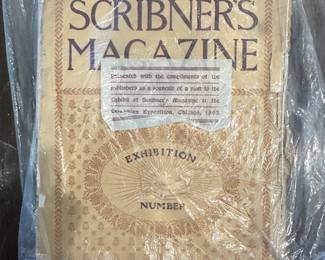 SCRIBNER'S
MAGAZINE
Presented with the compliments of the
publishers as a souvenir of a visit to the
Exhibit of Scribner's Magazine at the
Columbian Exposition, Chicago, 1893
EXHIBITION
NUMBER